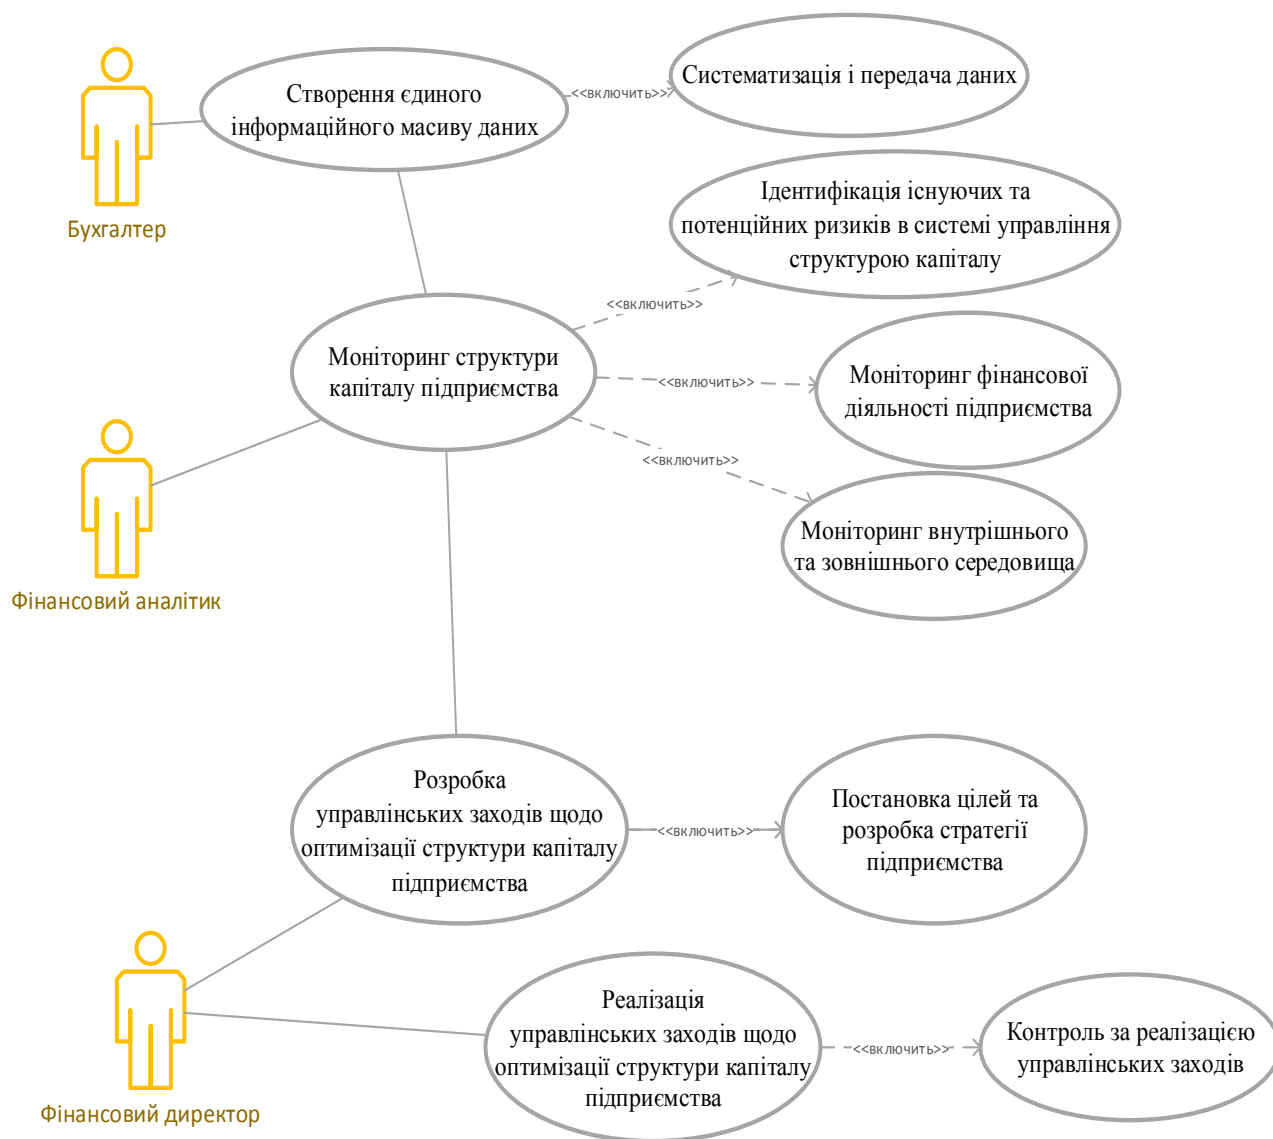 Створення єдиного
інформаційного масиву даних
<<включить>>
Систематизація і передача даних
Бухгалтер
Ідентифікація існуючих та
потенційних ризиків в системі управління
структурою капіталу
<<включить>>
Моніторинг структури
капіталу підприємства
<<включить>>
Моніторинг фінансової
діяльності підприємства
<<включить>>
Моніторинг внутрішнього
та зовнішнього середовища
Фінансовий аналітик
Розробка
управлінських заходів щодо
оптимізації структури капіталу
підприємства
<<включить>>
Постановка цілей та
розробка стратегії
підприємства
Реалізація
управлінських заходів щодо
оптимізації структури капіталу
підприємства
<<включить>>
Контроль за реалізацією
управлінських заходів
Фінансовий директор